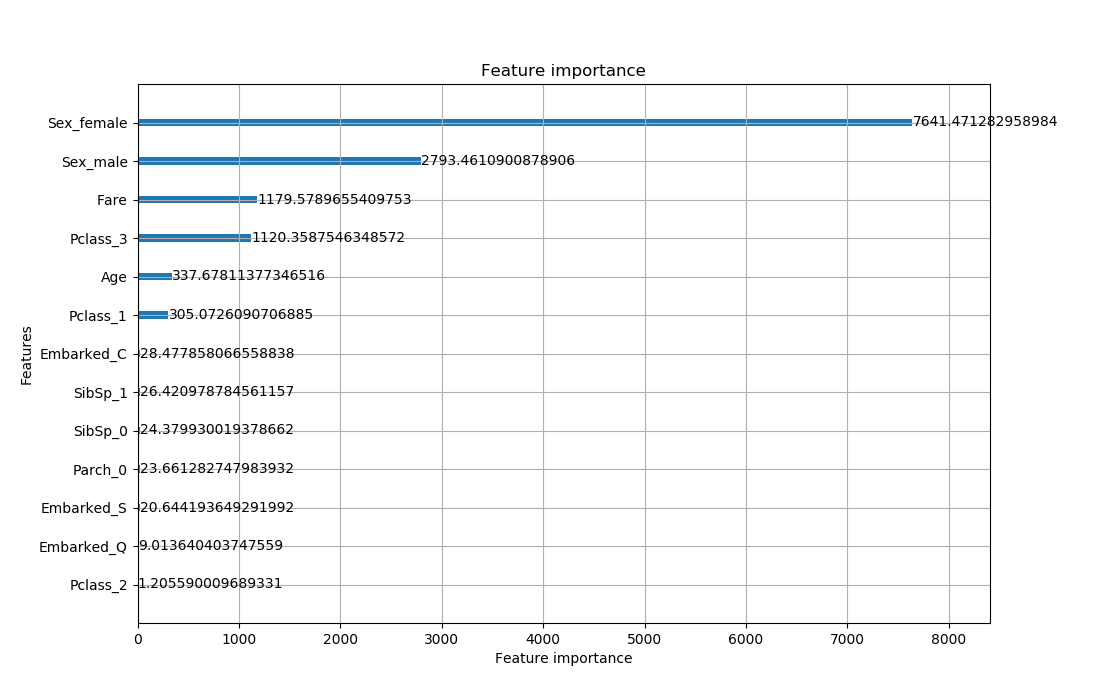 Feature importance
Sex_female 7641.471282958984
Sex_male 2793.4610900878906
Fare 1179.5789655409753
Pclass_3 1120.3587546348572
Age 337.67811377346516
Pclass_1 305.0726090706885
Embarked_C 28.477858066558838
SibSp_1 26.420978784561157
SibSp_0 24.379930019378662
Parch_0 23.661282747983932
Embarked_S 20.644193649291992
Embarked_Q 9.013640403747559
Pclass_2 1.205590009689331
Features
0 1000 2000 3000 4000 5000 6000 7000 8000
Feature importance